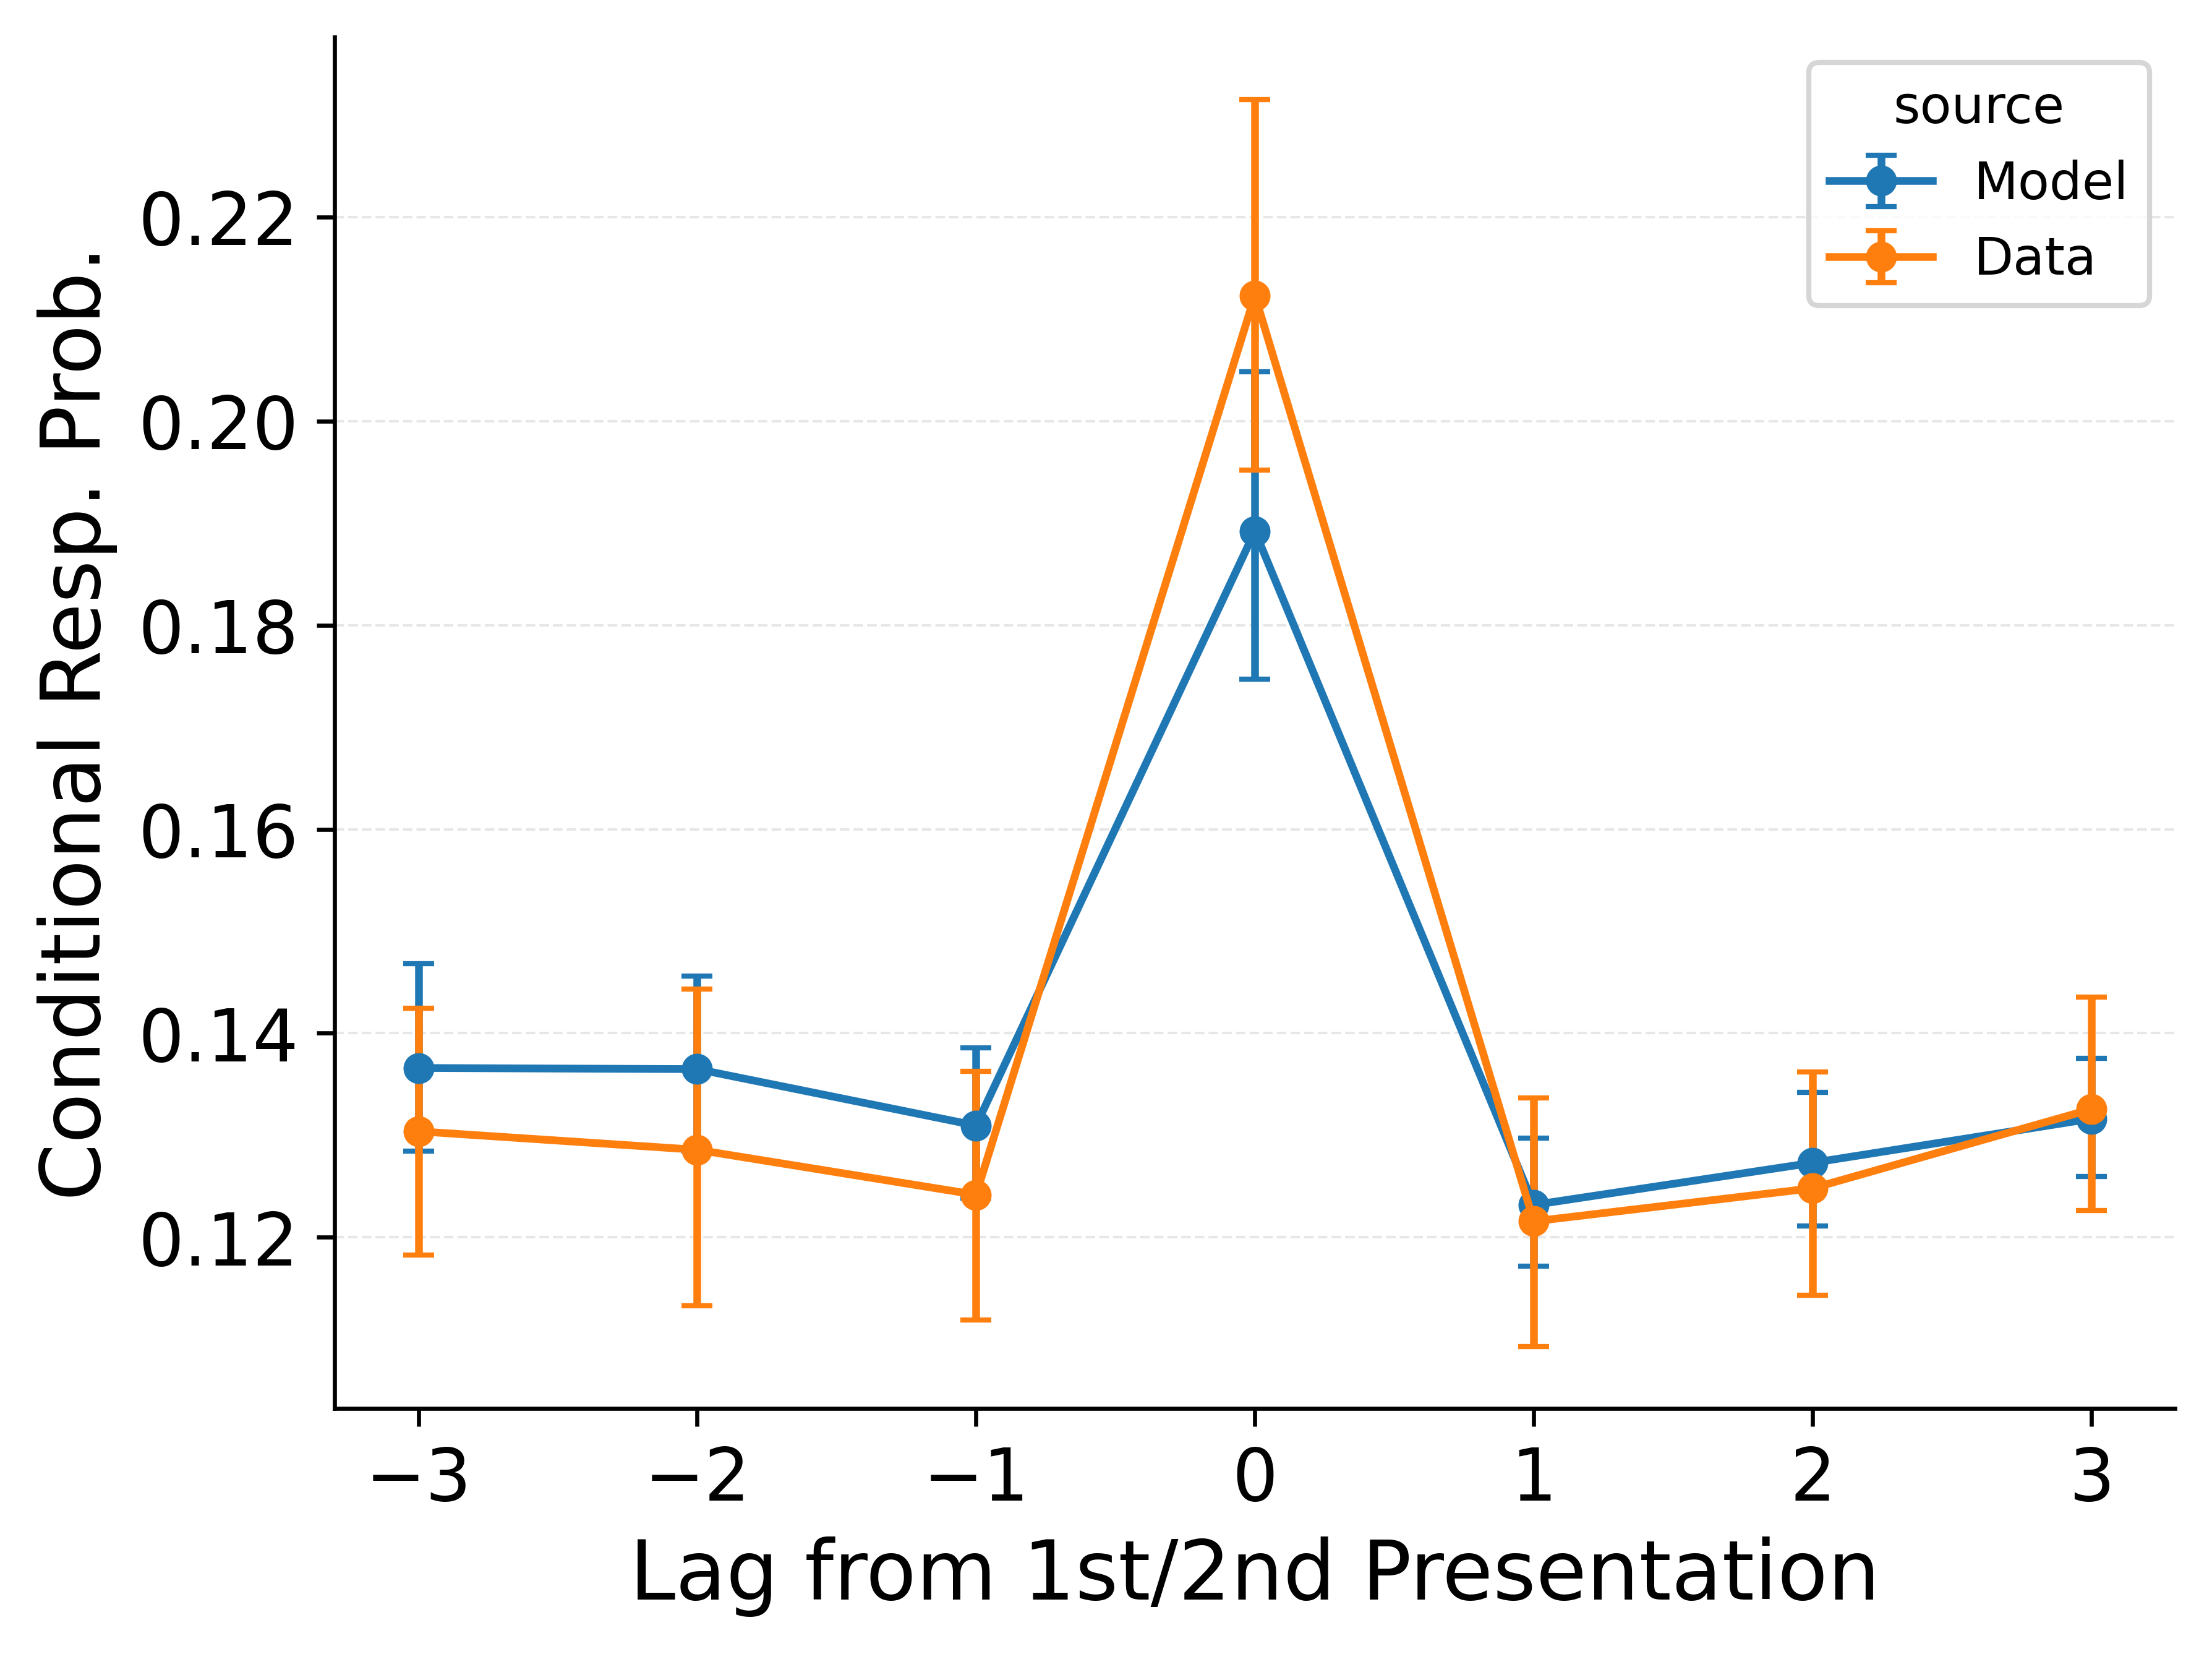 source
Model
Data
Conditional Resp. Prob.
0.22
0.20
0.18
0.16
0.14
0.12
−3 −2 −1 0 1 2 3
Lag from 1st/2nd Presentation